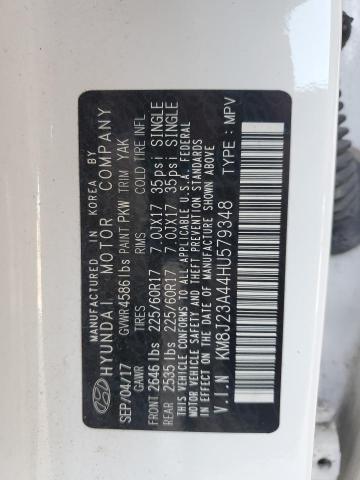 MANUFACTURED IN KOREA BY
HYUNDAI MOTOR COMPANY
SEP/04/17 GVWR 4586lbs PAINT PKW TRIM YAK
GAWR TIRES RIMS COLD TIRE INFL
FRONT 2646lbs 225/60R17 7.0JX17 35psi SINGLE
REAR 2535lbs 225/60R17 7.0JX17 35psi SINGLE
THIS VEHICLE CONFORMS TO ALL APPLICABLE U.S.A FEDERAL
MOTOR VEHICLE SAFETY, BUMPER, AND THEFT PREVENTION STANDARDS
IN EFFECT ON THE DATE OF MANUFACTURE SHOWN ABOVE.
V.I.N KM8J23A44HU579348 TYPE: MPV